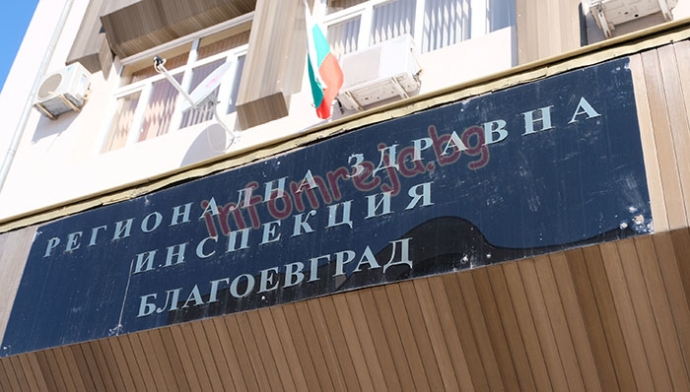 РЕГИОНАЛНА ЗДРАВНА
ИНСПЕКЦИЯ
БЛАГОЕВГРАД
infomreja.bg